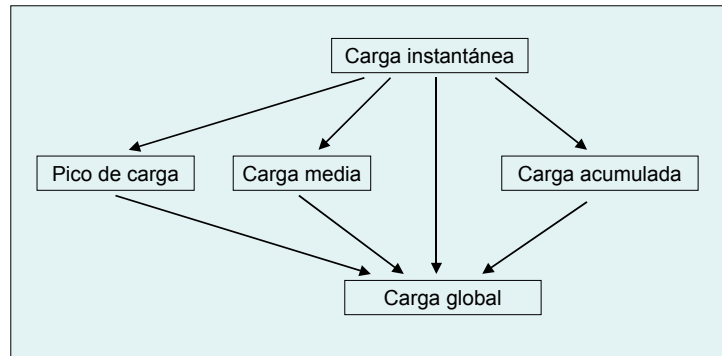 Carga instantánea
Pico de carga
Carga media
Carga acumulada
Carga global